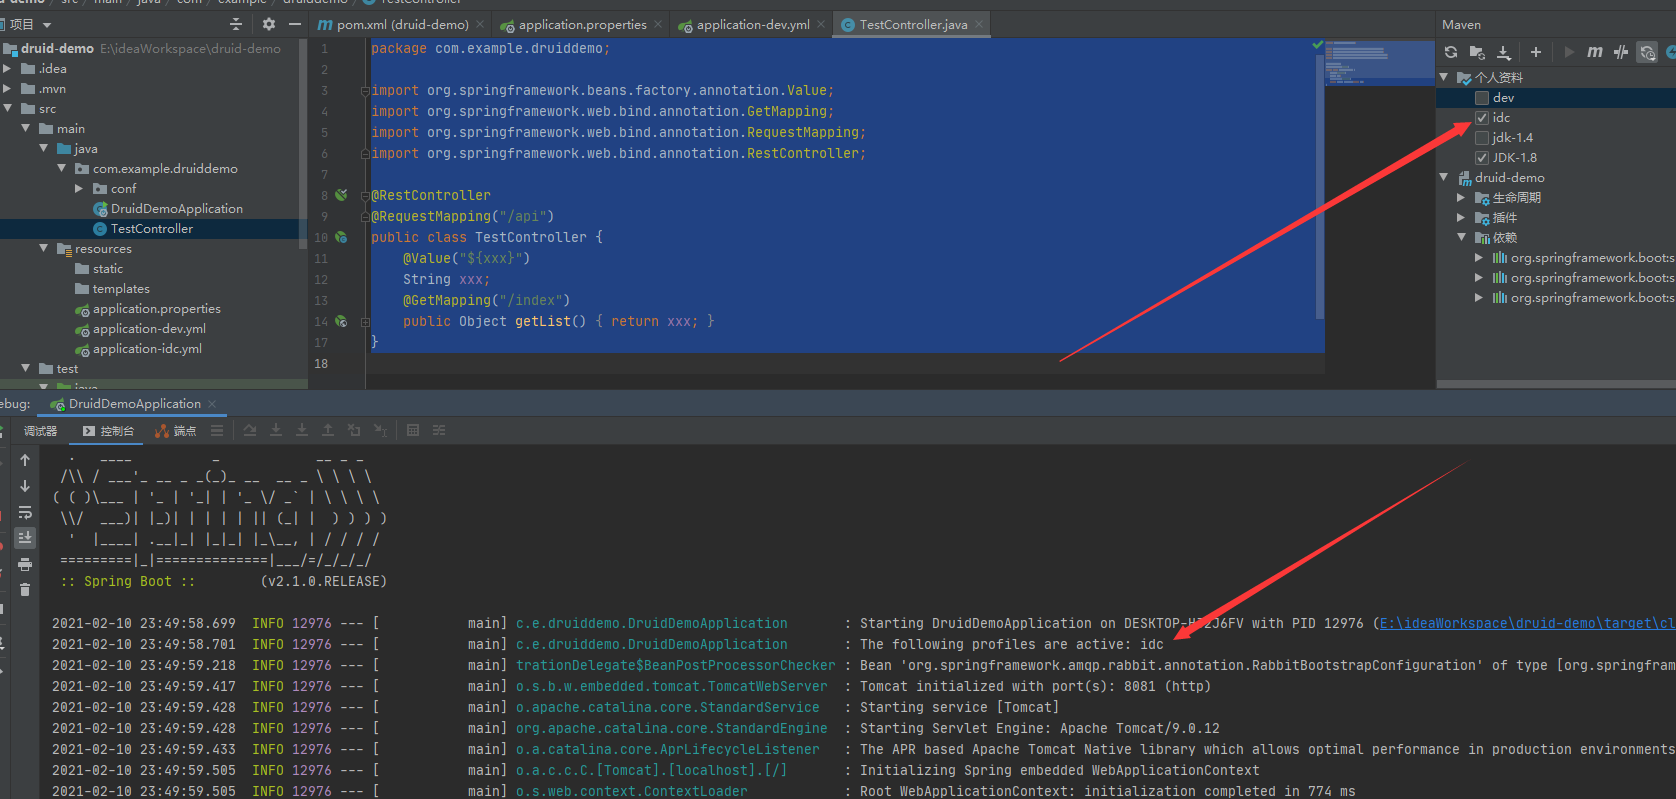 d-demo src main java com example druiddemo TestController
项目
pom.xml (druid-demo)
application.properties
application-dev.yml
TestController.java
Maven
druid-demo E:\ideaWorkspace\druid-demo
.idea
.mvn
src
main
java
com.example.druiddemo
conf
DruidDemoApplication
TestController
resources
static
templates
application.properties
application-dev.yml
application-idc.yml
test
java
1 package com.example.druiddemo;
2
3 import org.springframework.beans.factory.annotation.Value;
4 import org.springframework.web.bind.annotation.GetMapping;
5 import org.springframework.web.bind.annotation.RequestMapping;
6 import org.springframework.web.bind.annotation.RestController;
7
8 @RestController
9 @RequestMapping("/api")
10 public class TestController {
11 @Value("${xxx}")
12 String xxx;
13 @GetMapping("/index")
14 public Object getList() { return xxx; }
17 }
18
个人资料
dev
idc
jdk-1.4
JDK-1.8
druid-demo
生命周期
插件
依赖
org.springframework.boot:s
org.springframework.boot:s
org.springframework.boot:s
ebug: DruidDemoApplication
调试器 控制台 端点
:: Spring Boot :: (v2.1.0.RELEASE)
2021-02-10 23:49:58.699 INFO 12976 --- [ main] c.e.druiddemo.DruidDemoApplication : Starting DruidDemoApplication on with PID 12976 (E:\ideaWorkspace\druid-demo\target\cl
2021-02-10 23:49:58.701 INFO 12976 --- [ main] c.e.druiddemo.DruidDemoApplication : The following profiles are active: idc
2021-02-10 23:49:59.218 INFO 12976 --- [ main] trationDelegate$BeanPostProcessorChecker : Bean 'org.springframework.amqp.rabbit.annotation.RabbitBootstrapConfiguration' of type [org.springfram
2021-02-10 23:49:59.417 INFO 12976 --- [ main] o.s.b.w.embedded.tomcat.TomcatWebServer : Tomcat initialized with port(s): 8081 (http)
2021-02-10 23:49:59.428 INFO 12976 --- [ main] o.apache.catalina.core.StandardService : Starting service [Tomcat]
2021-02-10 23:49:59.428 INFO 12976 --- [ main] org.apache.catalina.core.StandardEngine : Starting Servlet Engine: Apache Tomcat/9.0.12
2021-02-10 23:49:59.433 INFO 12976 --- [ main] o.a.catalina.core.AprLifecycleListener : The APR based Apache Tomcat Native library which allows optimal performance in production environments
2021-02-10 23:49:59.505 INFO 12976 --- [ main] o.a.c.c.C.[Tomcat].[localhost].[/] : Initializing Spring embedded WebApplicationContext
2021-02-10 23:49:59.505 INFO 12976 --- [ main] o.s.web.context.ContextLoader : Root WebApplicationContext: initialization completed in 774 ms